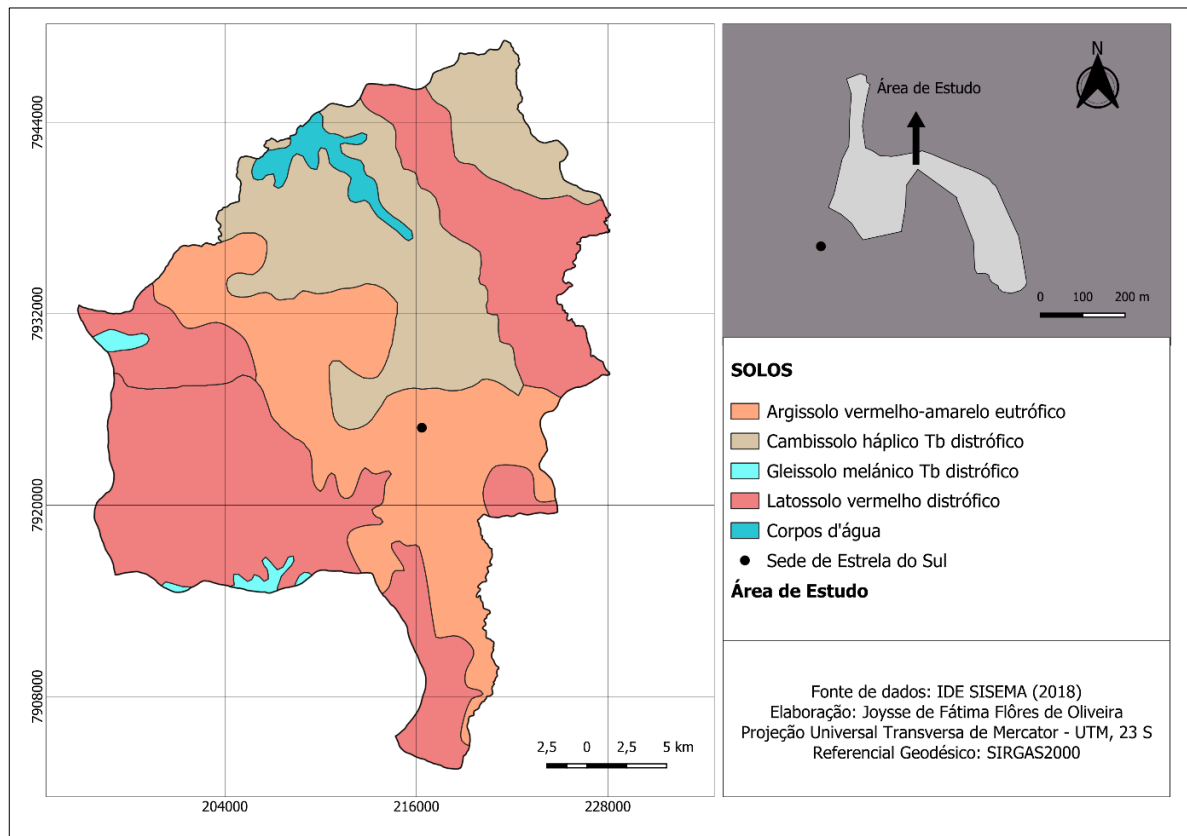 7944000
7932000
7920000
7908000
204000
216000
228000
2,5 0 2,5 5 km
N
Área de Estudo
0 100 200 m
SOLOS
Argissolo vermelho-amarelo eutrófico
Cambissolo háplico Tb distrófico
Gleissolo melánico Tb distrófico
Latossolo vermelho distrófico
Corpos d'água
Sede de Estrela do Sul
Área de Estudo
Fonte de dados: IDE SISEMA (2018)
Elaboração: Joysse de Fátima Flôres de Oliveira
Projeção Universal Transversa de Mercator - UTM, 23 S
Referencial Geodésico: SIRGAS2000